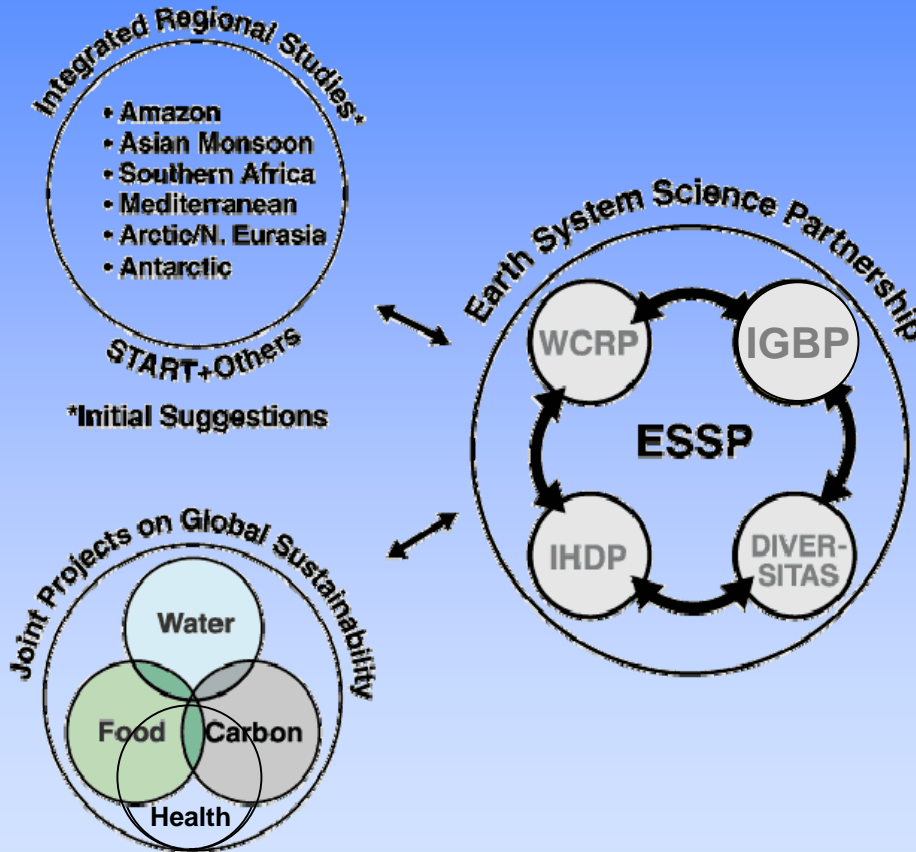 Integrated Regional Studies*
• Amazon
• Asian Monsoon
• Southern Africa
• Mediterranean
• Arctic/N. Eurasia
• Antarctic
START+Others
*Initial Suggestions
Earth System Science Partnership
WCRP
IGBP
ESSP
IHDP
DIVER-
SITAS
Joint Projects on Global Sustainability
Water
Food
Carbon
Health